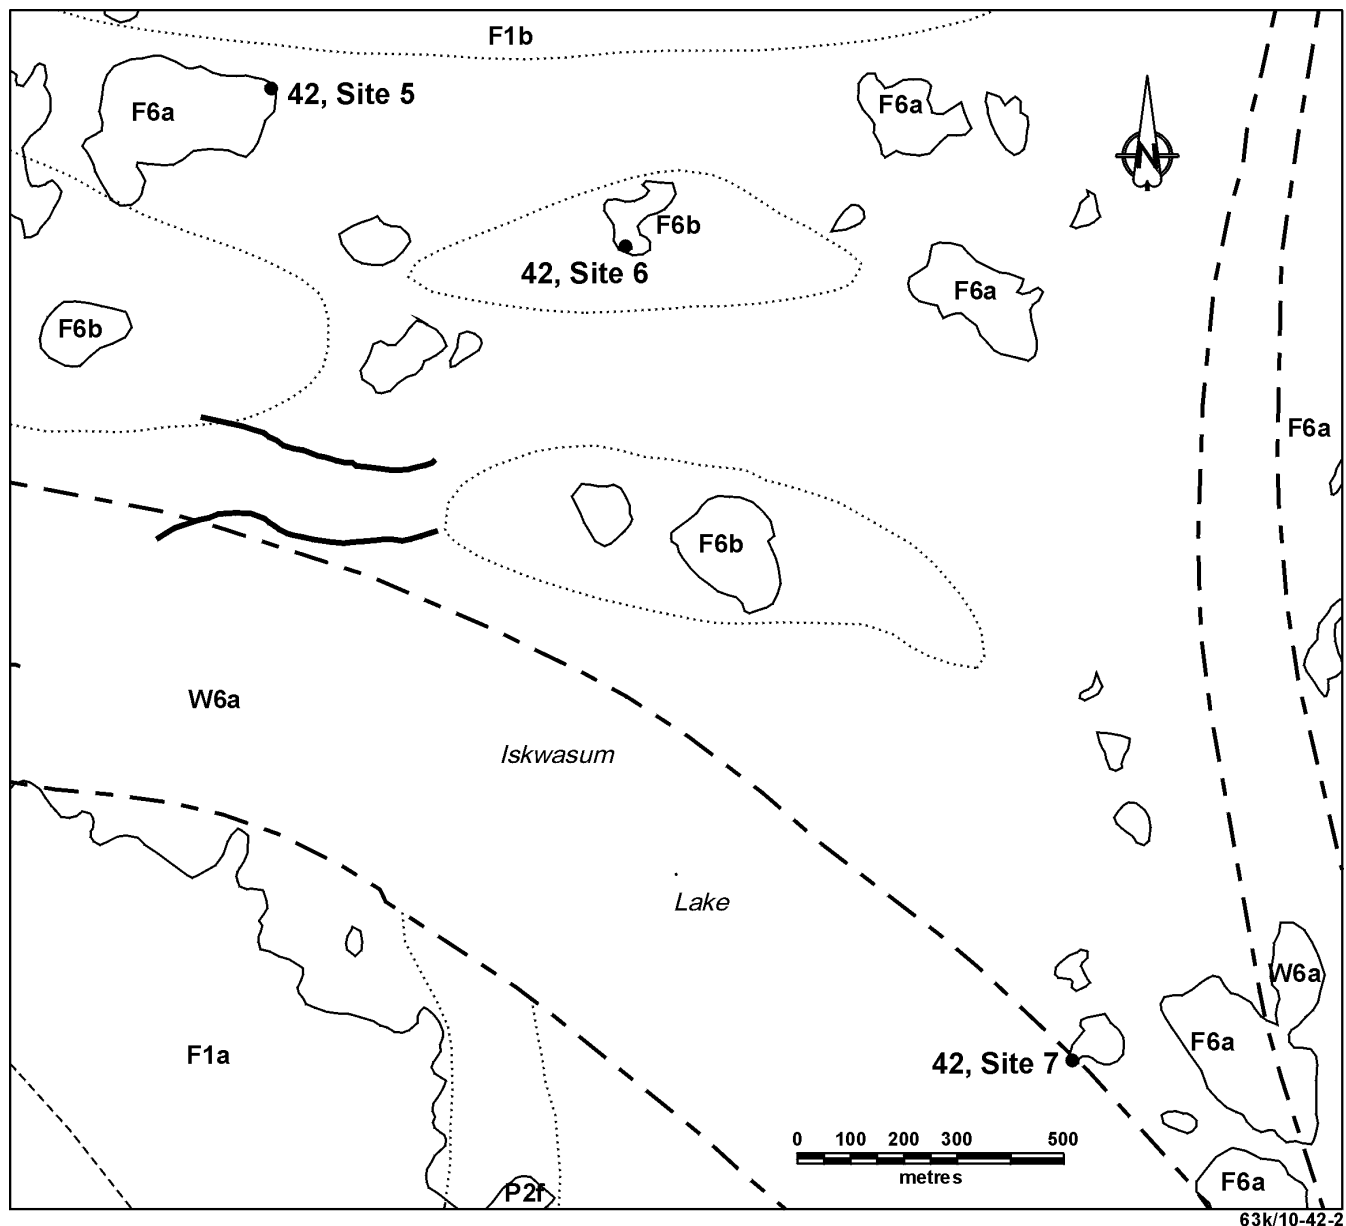 F1b
42, Site 5
F6a
F6a
N
F6b
42, Site 6
F6a
F6b
F6a
F6b
W6a
Iskwasum
Lake
W6a
F6a
F1a
42, Site 7
0 100 200 300 500
metres
F6a
P2f
63k/10-42-2